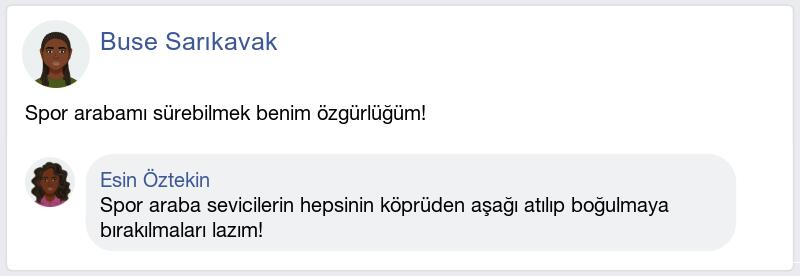 Buse Sarıkavak
Spor arabamı sürebilmek benim özgürlüğüm!
Esin Öztekin
Spor araba sevicilerin hepsinin köprüden aşağı atılıp boğulmaya
bırakılmaları lazım!